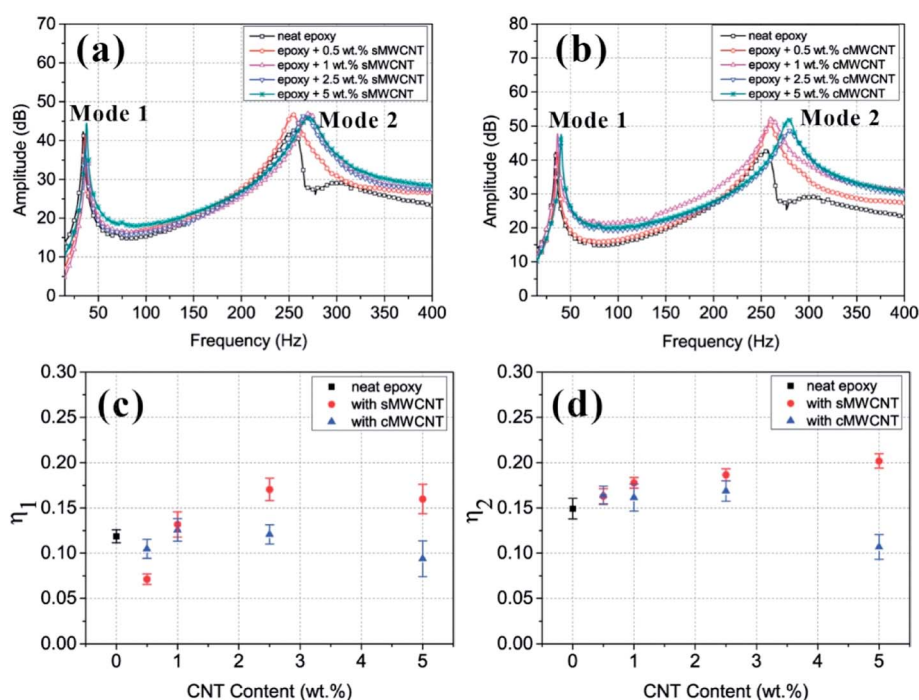 (a)
neat epoxy
epoxy + 0.5 wt.% sMWCNT
epoxy + 1 wt.% sMWCNT
epoxy + 2.5 wt.% sMWCNT
epoxy + 5 wt.% sMWCNT
Mode 1
Mode 2
Amplitude (dB)
70
60
50
40
30
20
10
0
50 100 150 200 250 300 350 400
Frequency (Hz)
(b)
neat epoxy
epoxy + 0.5 wt.% cMWCNT
epoxy + 1 wt.% cMWCNT
epoxy + 2.5 wt.% cMWCNT
epoxy + 5 wt.% cMWCNT
Mode 1
Mode 2
Amplitude (dB)
80
70
60
50
40
30
20
10
0
50 100 150 200 250 300 350 400
Frequency (Hz)
(c)
neat epoxy
with sMWCNT
with cMWCNT
η1
0.30
0.25
0.20
0.15
0.10
0.05
0.00
0 1 2 3 4 5
CNT Content (wt.%)
(d)
neat epoxy
with sMWCNT
with cMWCNT
η2
0.30
0.25
0.20
0.15
0.10
0.05
0.00
0 1 2 3 4 5
CNT Content (wt.%)